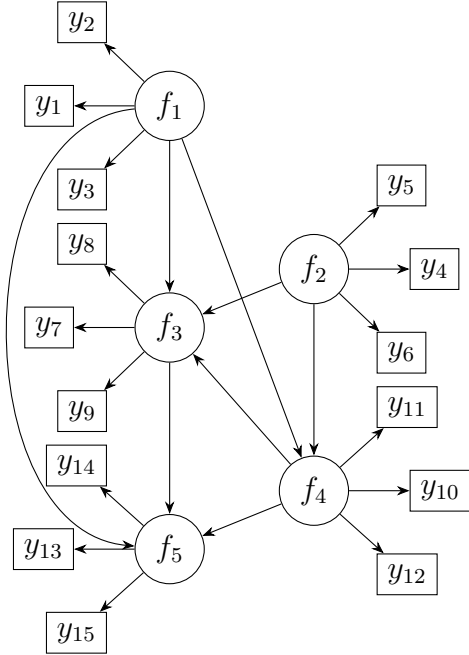 y₂
y₁
f₁
y₃
y₅
y₈
f₂
y₄
y₇
f₃
y₆
y₉
y₁₁
y₁₄
f₄
y₁₀
y₁₃
f₅
y₁₂
y₁₅